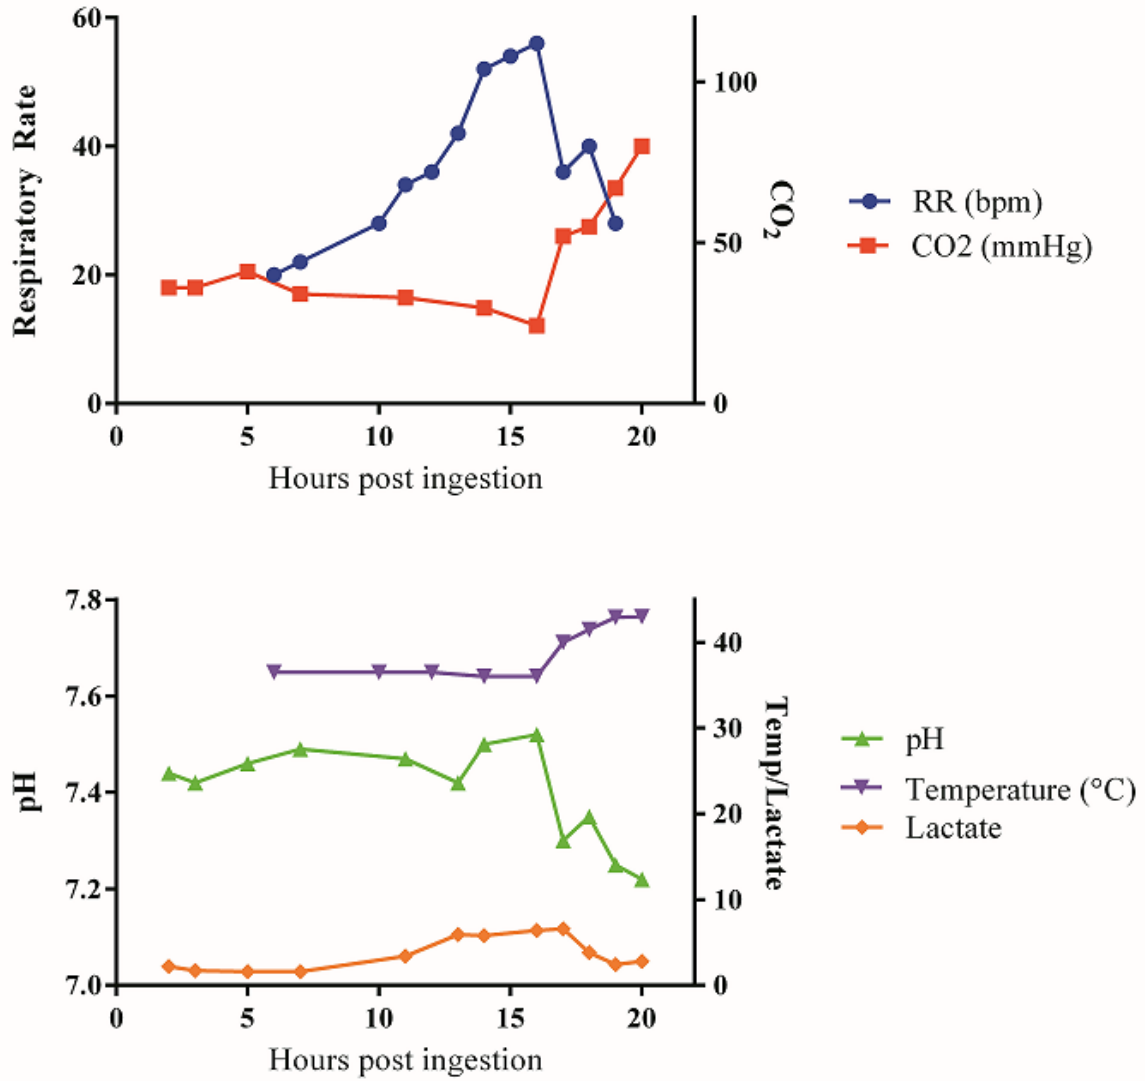 60
40
20
0
Respiratory Rate
100
50
0
CO2
RR (bpm)
CO2 (mmHg)
0 5 10 15 20
Hours post ingestion
7.8
7.6
7.4
7.2
7.0
pH
40
30
20
10
0
Temp/Lactate
pH
Temperature (°C)
Lactate
0 5 10 15 20
Hours post ingestion